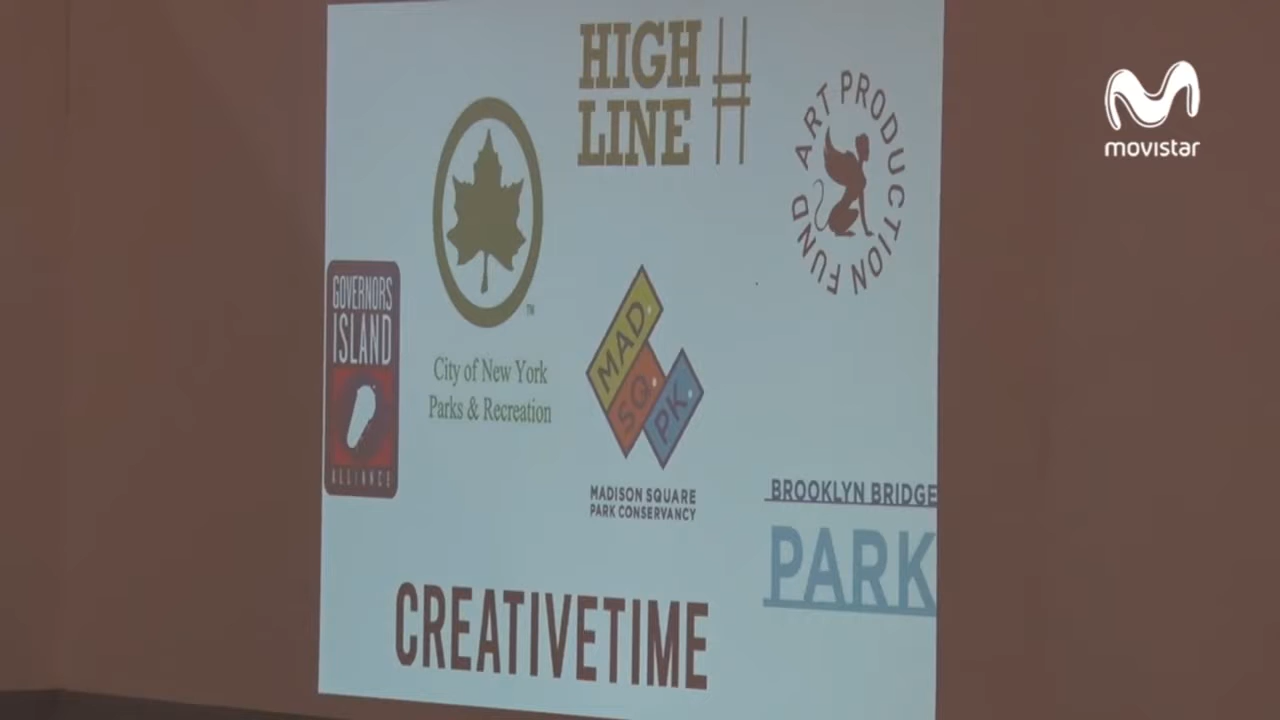 HIGH
LINE
ART PRODUCTION FUND
movistar
GOVERNORS
ISLAND
ALLIANCE
TM
City of New York
Parks & Recreation
MAD.
SQ.
PK.
MADISON SQUARE
PARK CONSERVANCY
BROOKLYN BRIDGE
PARK
CREATIVETIME